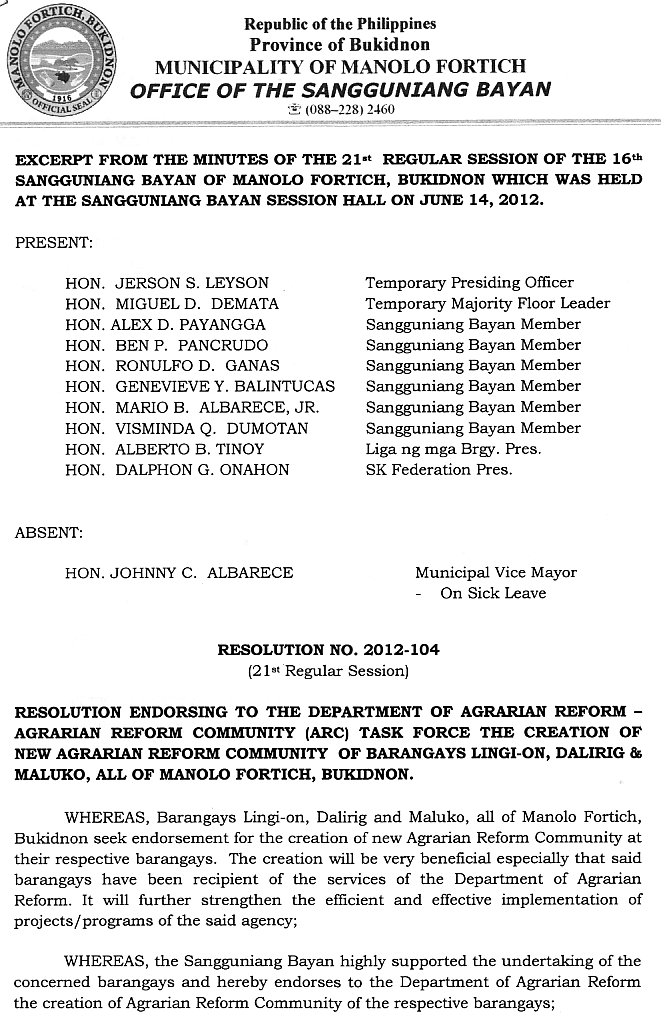 MANOLO FORTICH, BUKIDNON
1916
OFFICIAL SEAL
Republic of the Philippines
Province of Bukidnon
MUNICIPALITY OF MANOLO FORTICH
OFFICE OF THE SANGGUNIANG BAYAN
☏ (088–228) 2460
EXCERPT FROM THE MINUTES OF THE 21st REGULAR SESSION OF THE 16th
SANGGUNIANG BAYAN OF MANOLO FORTICH, BUKIDNON WHICH WAS HELD
AT THE SANGGUNIANG BAYAN SESSION HALL ON JUNE 14, 2012.
PRESENT:
HON. JERSON S. LEYSON Temporary Presiding Officer
HON. MIGUEL D. DEMATA Temporary Majority Floor Leader
HON. ALEX D. PAYANGGA Sangguniang Bayan Member
HON. BEN P. PANCRUDO Sangguniang Bayan Member
HON. RONULFO D. GANAS Sangguniang Bayan Member
HON. GENEVIEVE Y. BALINTUCAS Sangguniang Bayan Member
HON. MARIO B. ALBARECE, JR. Sangguniang Bayan Member
HON. VISMINDA Q. DUMOTAN Sangguniang Bayan Member
HON. ALBERTO B. TINOY Liga ng mga Brgy. Pres.
HON. DALPHON G. ONAHON SK Federation Pres.
ABSENT:
HON. JOHNNY C. ALBARECE Municipal Vice Mayor
- On Sick Leave
RESOLUTION NO. 2012-104
(21st Regular Session)
RESOLUTION ENDORSING TO THE DEPARTMENT OF AGRARIAN REFORM –
AGRARIAN REFORM COMMUNITY (ARC) TASK FORCE THE CREATION OF
NEW AGRARIAN REFORM COMMUNITY OF BARANGAYS LINGI-ON, DALIRIG &
MALUKO, ALL OF MANOLO FORTICH, BUKIDNON.
WHEREAS, Barangays Lingi-on, Dalirig and Maluko, all of Manolo Fortich,
Bukidnon seek endorsement for the creation of new Agrarian Reform Community at
their respective barangays. The creation will be very beneficial especially that said
barangays have been recipient of the services of the Department of Agrarian
Reform. It will further strengthen the efficient and effective implementation of
projects/programs of the said agency;
WHEREAS, the Sangguniang Bayan highly supported the undertaking of the
concerned barangays and hereby endorses to the Department of Agrarian Reform
the creation of Agrarian Reform Community of the respective barangays;